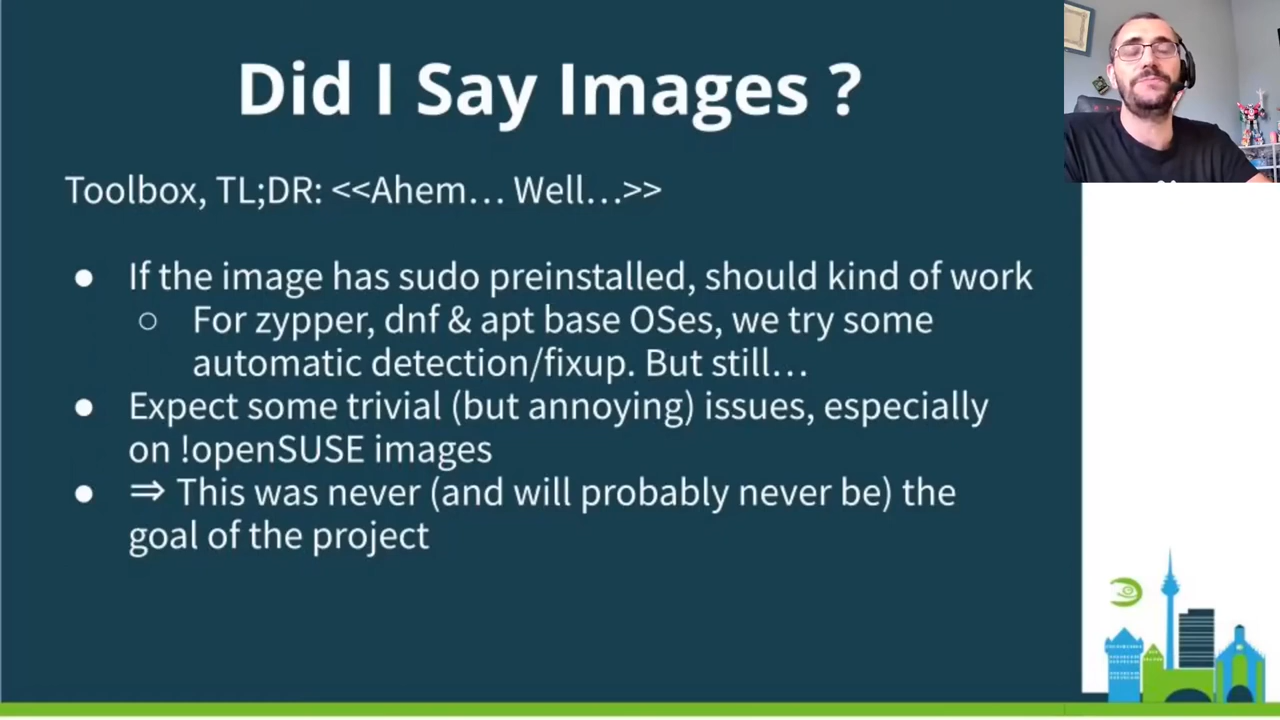 Did I Say Images ?
Toolbox, TL;DR: <<Ahem… Well…>>
● If the image has sudo preinstalled, should kind of work
○ For zypper, dnf & apt base OSes, we try some
automatic detection/fixup. But still…
● Expect some trivial (but annoying) issues, especially
on !openSUSE images
● ⇒ This was never (and will probably never be) the
goal of the project